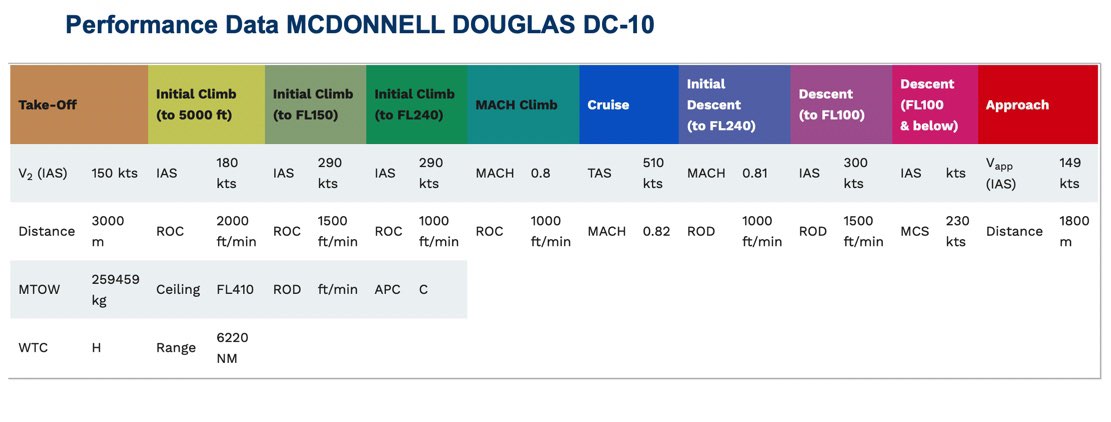 Performance Data MCDONNELL DOUGLAS DC-10
Take-Off
Initial Climb
(to 5000 ft)
Initial Climb
(to FL150)
Initial Climb
(to FL240)
MACH Climb
Cruise
Initial
Descent
(to FL240)
Descent
(to FL100)
Descent
(FL100
& below)
Approach
V2 (IAS)
150 kts
IAS
180
kts
IAS
290
kts
IAS
290
kts
MACH
0.8
TAS
510
kts
MACH
0.81
IAS
300
kts
IAS
kts
Vapp
(IAS)
149
kts
Distance
3000
m
ROC
2000
ft/min
ROC
1500
ft/min
ROC
1000
ft/min
ROC
1000
ft/min
MACH
0.82
ROD
1000
ft/min
ROD
1500
ft/min
MCS
230
kts
Distance
1800
m
MTOW
259459
kg
Ceiling
FL410
ROD
ft/min
APC
C
WTC
H
Range
6220
NM